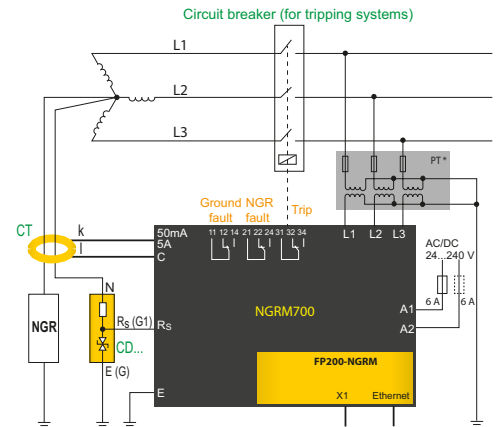 Circuit breaker (for tripping systems)
L1
L2
L3
PT *
Ground fault
NGR fault
Trip
CT
k
l
50mA
5A
C
11 12 14 21 22 24 31 32 34
L1 L2 L3
AC/DC
24...240 V
6 A
6 A
A1
A2
NGRM700
N
NGR
RS (G1)
RS
CD...
E (G)
E
FP200-NGRM
X1
Ethernet